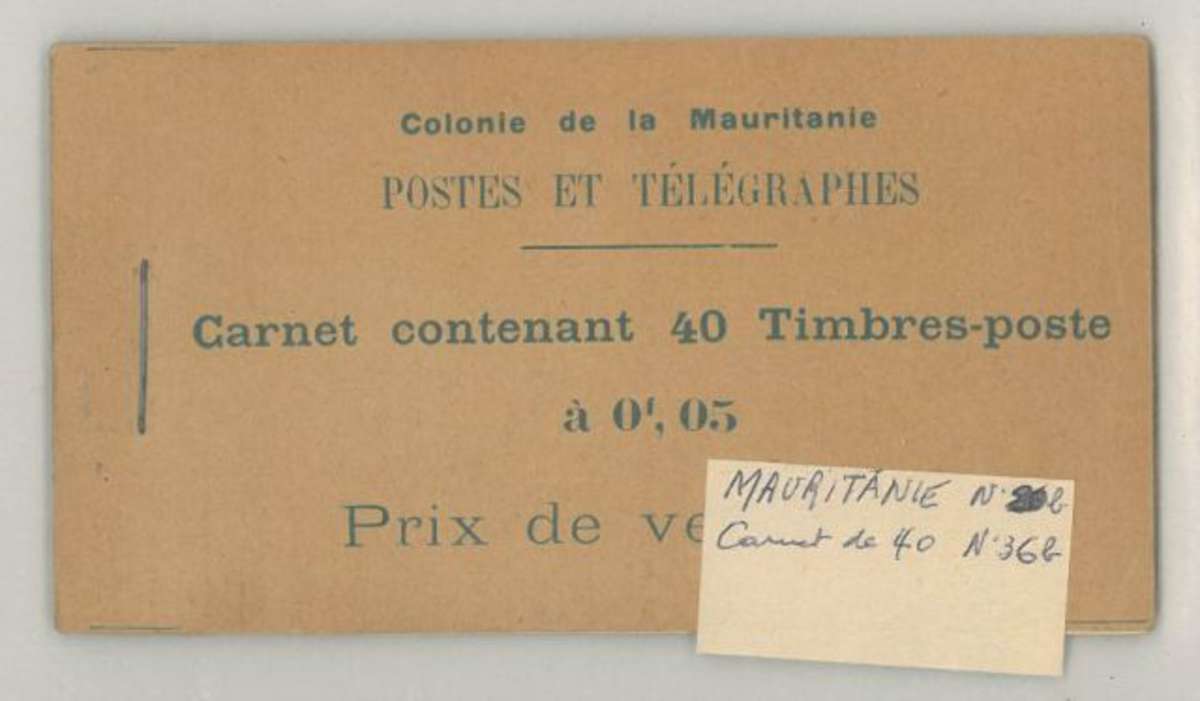 Colonie de la Mauritanie
POSTES ET TÉLÉGRAPHES
Carnet contenant 40 Timbres-poste
à 0f, 05
Prix de ve
MAURITANIE N°
Carnet de 40 N°36b